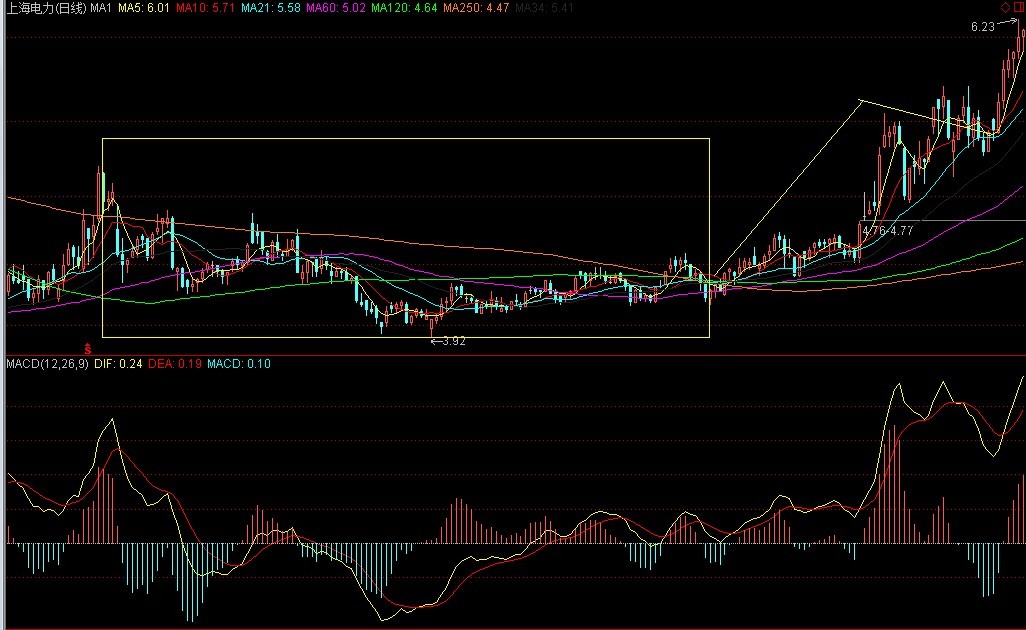 上海电力(日线) MA1 MA5: 6.01 MA10: 5.71 MA21: 5.58 MA60: 5.02 MA120: 4.64 MA250: 4.47 MA34: 5.41
6.23
4.76-4.77
3.92
S
MACD(12,26,9) DIF: 0.24 DEA: 0.19 MACD: 0.10